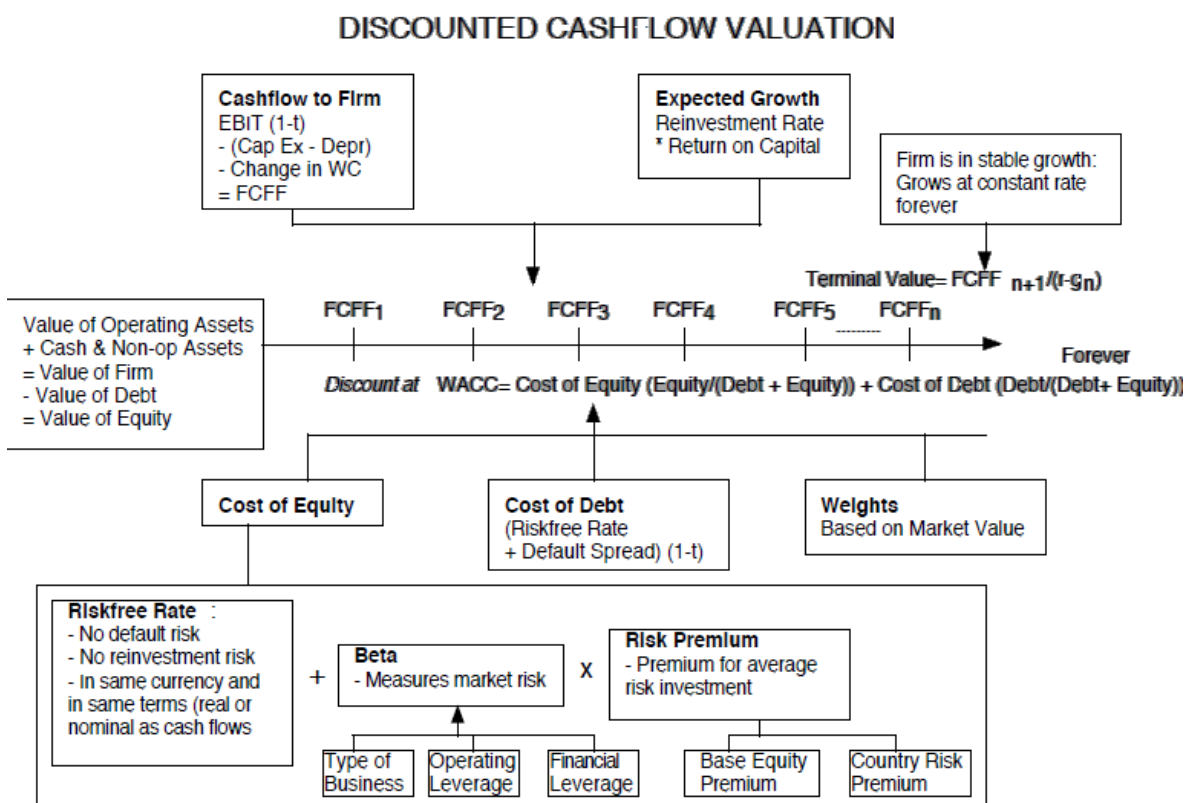 DISCOUNTED CASHFLOW VALUATION
Cashflow to Firm
EBIT (1-t)
- (Cap Ex - Depr)
- Change in WC
= FCFF
Expected Growth
Reinvestment Rate
* Return on Capital
Firm is in stable growth:
Grows at constant rate
forever
Terminal Value= FCFF n+1/(r-gn)
FCFF1
FCFF2
FCFF3
FCFF4
FCFF5
.........
FCFFn
Forever
Value of Operating Assets
+ Cash & Non-op Assets
= Value of Firm
- Value of Debt
= Value of Equity
Discount at WACC= Cost of Equity (Equity/(Debt + Equity)) + Cost of Debt (Debt/(Debt+ Equity))
Cost of Equity
Cost of Debt
(Riskfree Rate
+ Default Spread) (1-t)
Weights
Based on Market Value
Riskfree Rate :
- No default risk
- No reinvestment risk
- In same currency and
in same terms (real or
nominal as cash flows
+
Beta
- Measures market risk
X
Risk Premium
- Premium for average
risk investment
Type of
Business
Operating
Leverage
Financial
Leverage
Base Equity
Premium
Country Risk
Premium